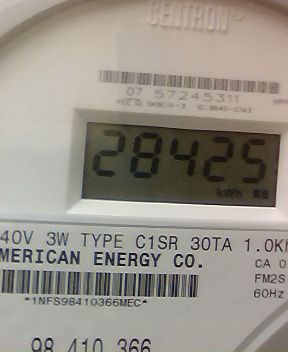 CENTRON®
07 57245311
28425
kWh
40V 3W TYPE C1SR 30TA 1.0K
MERICAN ENERGY CO.
CA 0
FM2S
60Hz
*1NFS98410366MEC*
98 410 366